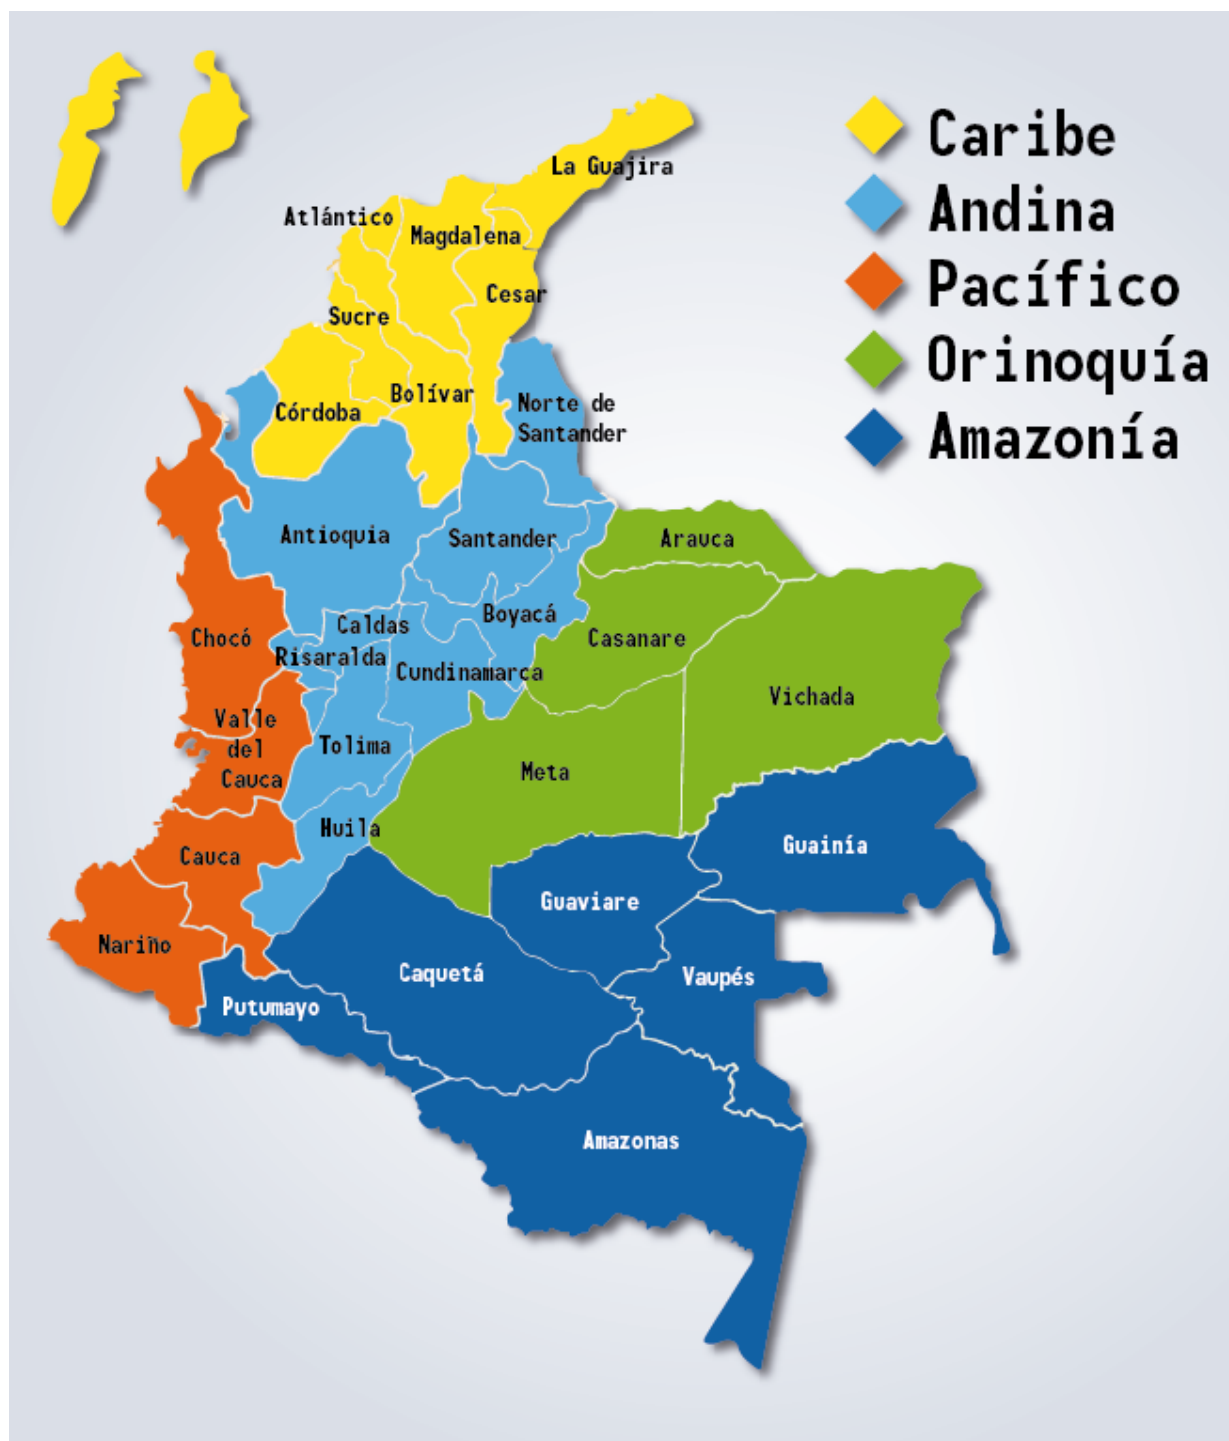 Caribe
Andina
Pacífico
Orinoquía
Amazonía
La Guajira
Atlántico
Magdalena
Cesar
Sucre
Bolívar
Córdoba
Norte de
Santander
Antioquia
Santander
Arauca
Boyacá
Caldas
Chocó
Casanare
Risaralda
Cundinamarca
Vichada
Valle
del
Cauca
Tolima
Meta
Huila
Guainía
Cauca
Guaviare
Nariño
Caquetá
Vaupés
Putumayo
Amazonas